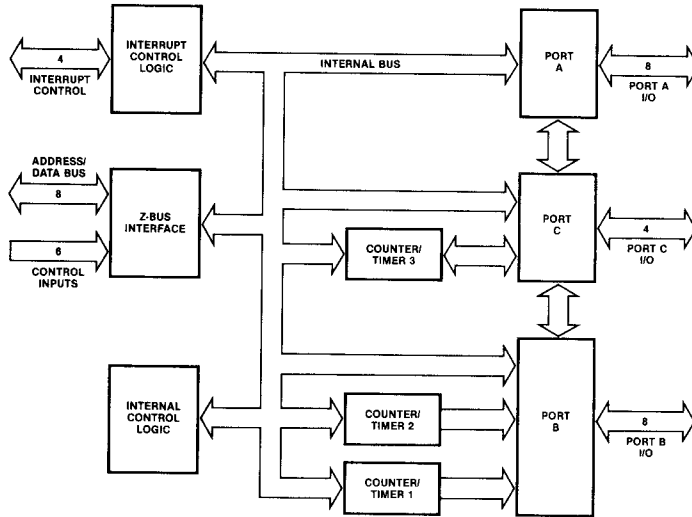 4
INTERRUPT
CONTROL
INTERRUPT
CONTROL
LOGIC
INTERNAL BUS
PORT
A
8
PORT A
I/O
ADDRESS/
DATA BUS
8
6
CONTROL
INPUTS
Z-BUS
INTERFACE
COUNTER/
TIMER 3
PORT
C
4
PORT C
I/O
INTERNAL
CONTROL
LOGIC
COUNTER/
TIMER 2
COUNTER/
TIMER 1
PORT
B
8
PORT B
I/O